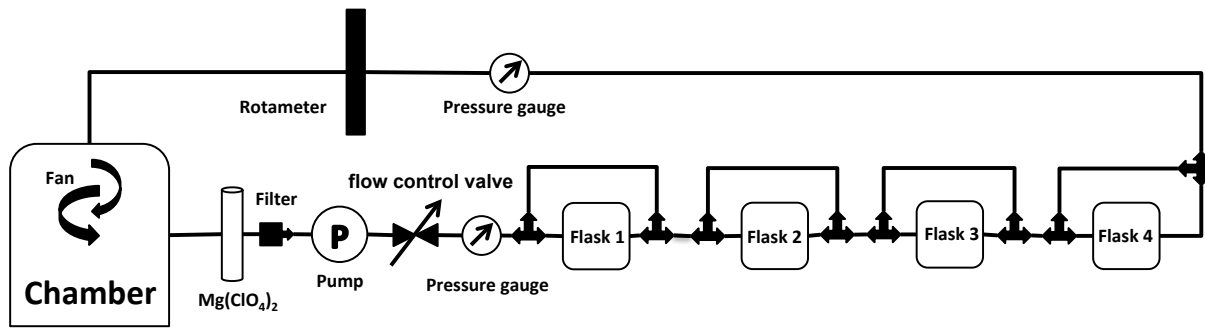 Rotameter
Pressure gauge
Fan
Chamber
Mg(ClO₄)₂
Filter
P
Pump
flow control valve
Pressure gauge
Flask 1
Flask 2
Flask 3
Flask 4